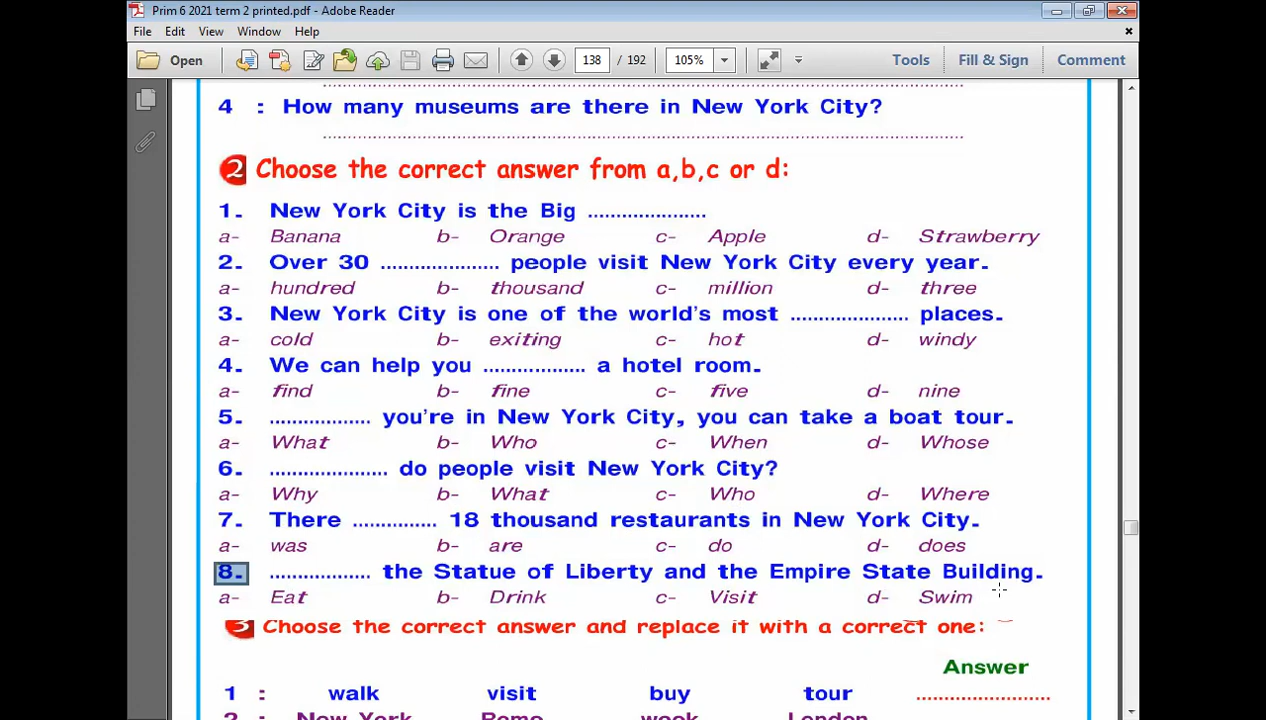 Prim 6 2021 term 2 printed.pdf - Adobe Reader
File Edit View Window Help
Open 138 / 192 105% Tools Fill & Sign Comment
4 : How many museums are there in New York City?
2 Choose the correct answer from a,b,c or d:
1. New York City is the Big .....................
a- Banana b- Orange c- Apple d- Strawberry
2. Over 30 ..................... people visit New York City every year.
a- hundred b- thousand c- million d- three
3. New York City is one of the world's most ..................... places.
a- cold b- exiting c- hot d- windy
4. We can help you .................. a hotel room.
a- find b- fine c- five d- nine
5. .................. you're in New York City, you can take a boat tour.
a- What b- Who c- When d- Whose
6. ..................... do people visit New York City?
a- Why b- What c- Who d- Where
7. There ............... 18 thousand restaurants in New York City.
a- was b- are c- do d- does
8. .................. the Statue of Liberty and the Empire State Building.
a- Eat b- Drink c- Visit d- Swim
3 Choose the correct answer and replace it with a correct one:
Answer
1 : walk visit buy tour ........................
2 : New York Rome week London